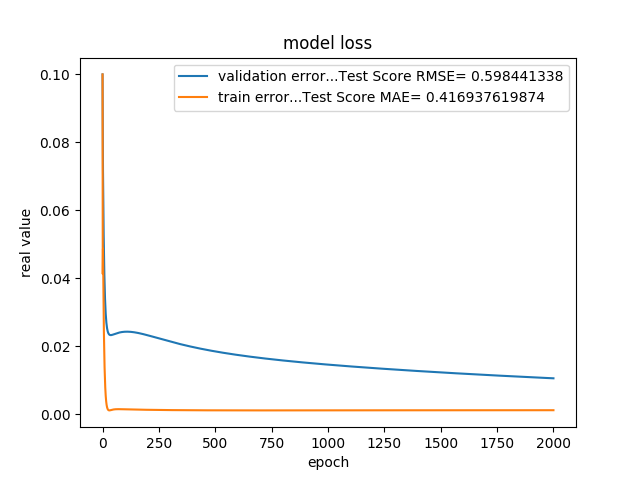 model loss
validation error...Test Score RMSE= 0.598441338
train error...Test Score MAE= 0.416937619874
real value
0.10
0.08
0.06
0.04
0.02
0.00
0 250 500 750 1000 1250 1500 1750 2000
epoch